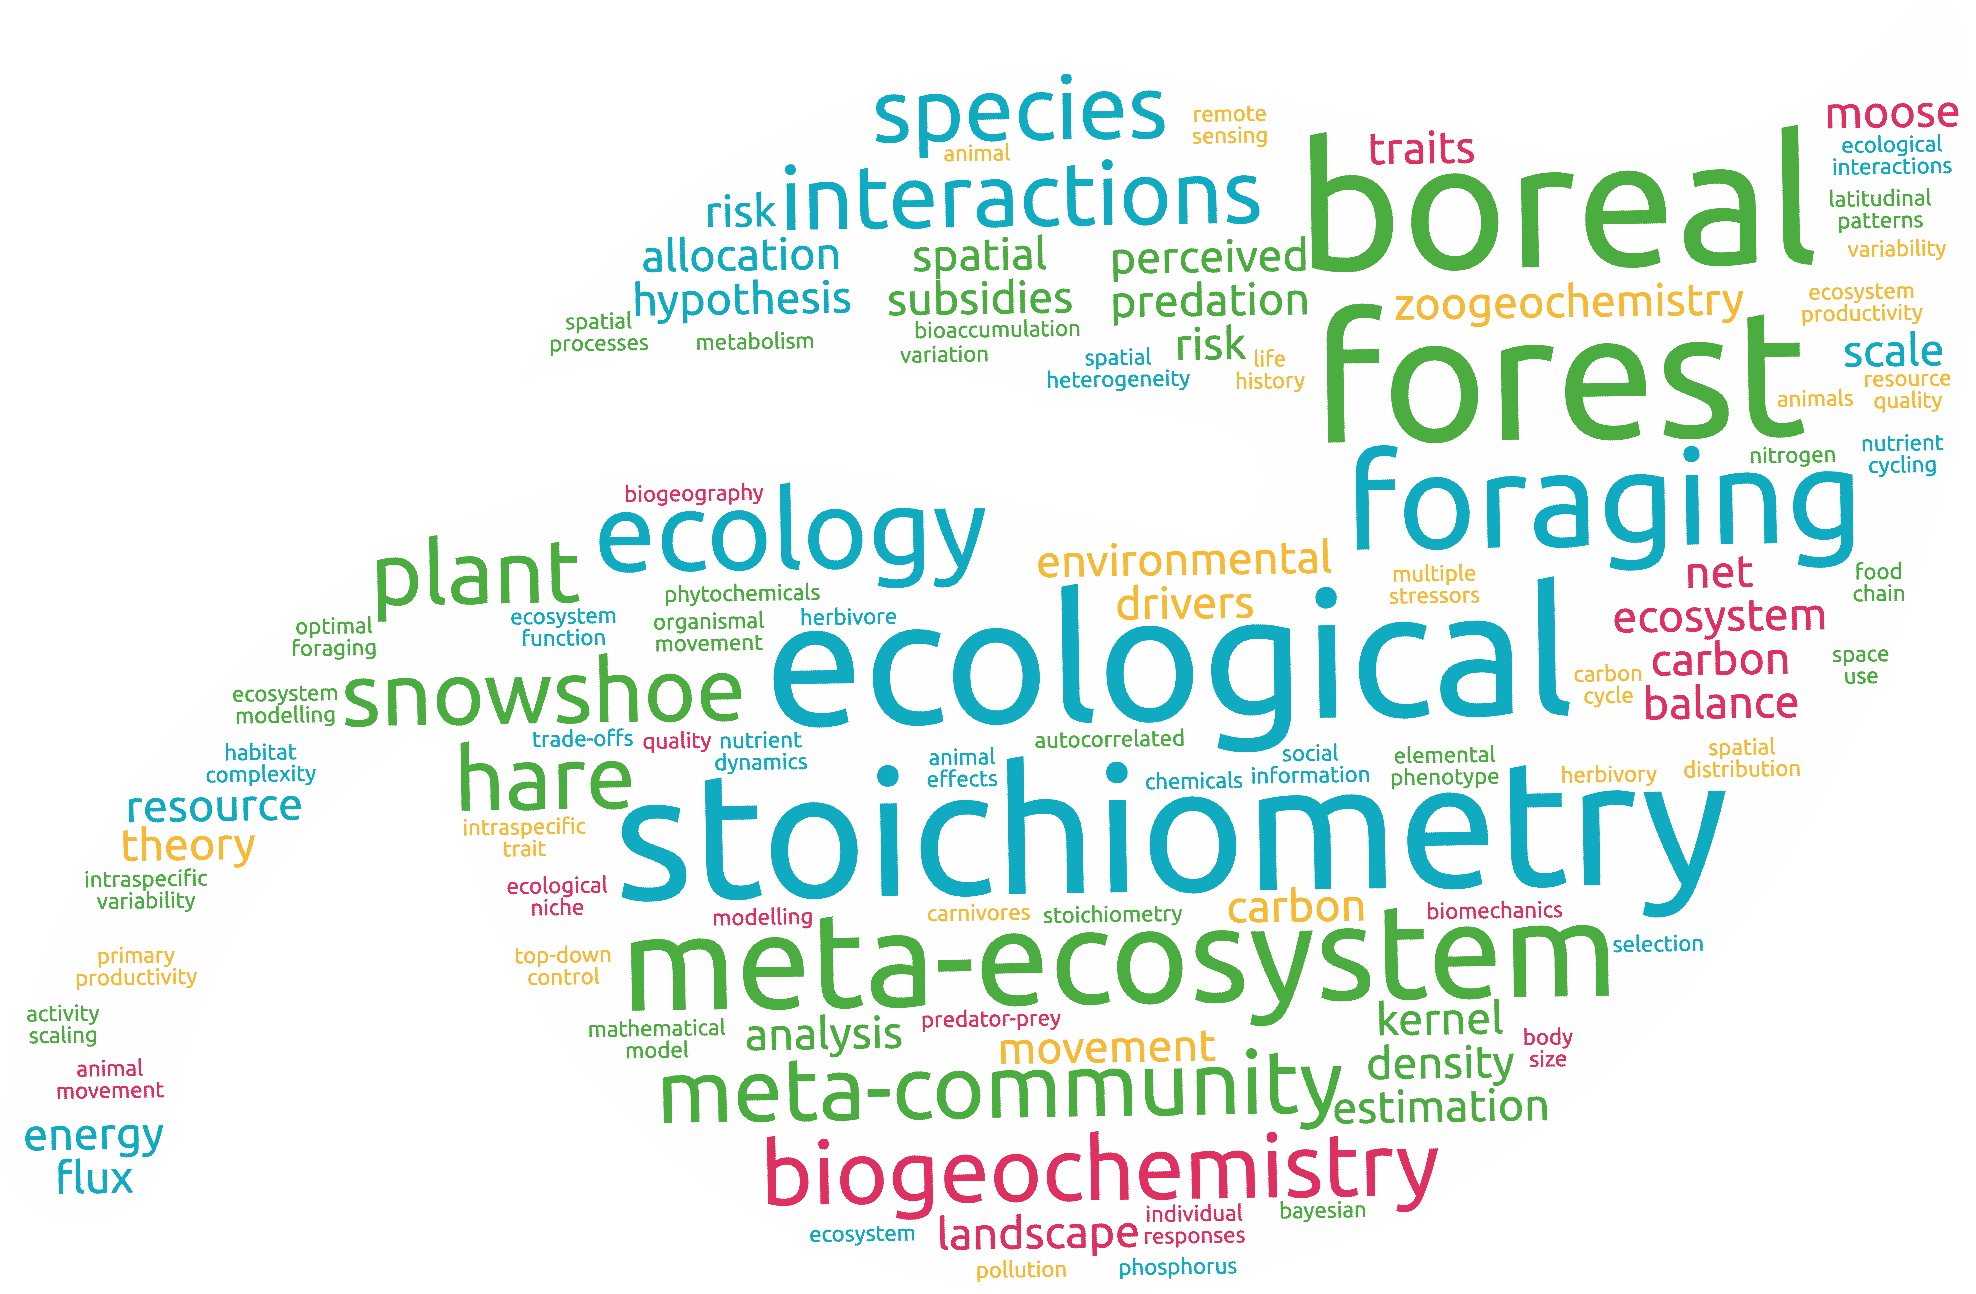 species
remote
sensing
animal
interactions
risk
allocation
hypothesis
spatial
subsidies
perceived
predation
risk
spatial
processes
metabolism
bioaccumulation
variation
spatial
heterogeneity
life
history
traits
boreal
forest
moose
ecological
interactions
latitudinal
patterns
variability
zoogeochemistry
ecosystem
productivity
scale
resource
quality
animals
nutrient
cycling
nitrogen
foraging
biogeography
ecology
plant
phytochemicals
environmental
drivers
multiple
stressors
net
ecosystem
carbon
balance
food
chain
optimal
foraging
ecosystem
function
organismal
movement
herbivore
ecological
carbon
cycle
space
use
ecosystem
modelling
snowshoe
hare
trade-offs
quality
nutrient
dynamics
animal
effects
autocorrelated
chemicals
social
information
elemental
phenotype
herbivory
spatial
distribution
habitat
complexity
resource
theory
intraspecific
trait
stoichiometry
intraspecific
variability
ecological
niche
modelling
carnivores
stoichiometry
carbon
biomechanics
selection
primary
productivity
top-down
control
meta-ecosystem
activity
scaling
mathematical
model
analysis
predator-prey
movement
kernel
density
estimation
body
size
animal
movement
meta-community
energy
flux
biogeochemistry
ecosystem
landscape
individual
responses
bayesian
pollution
phosphorus